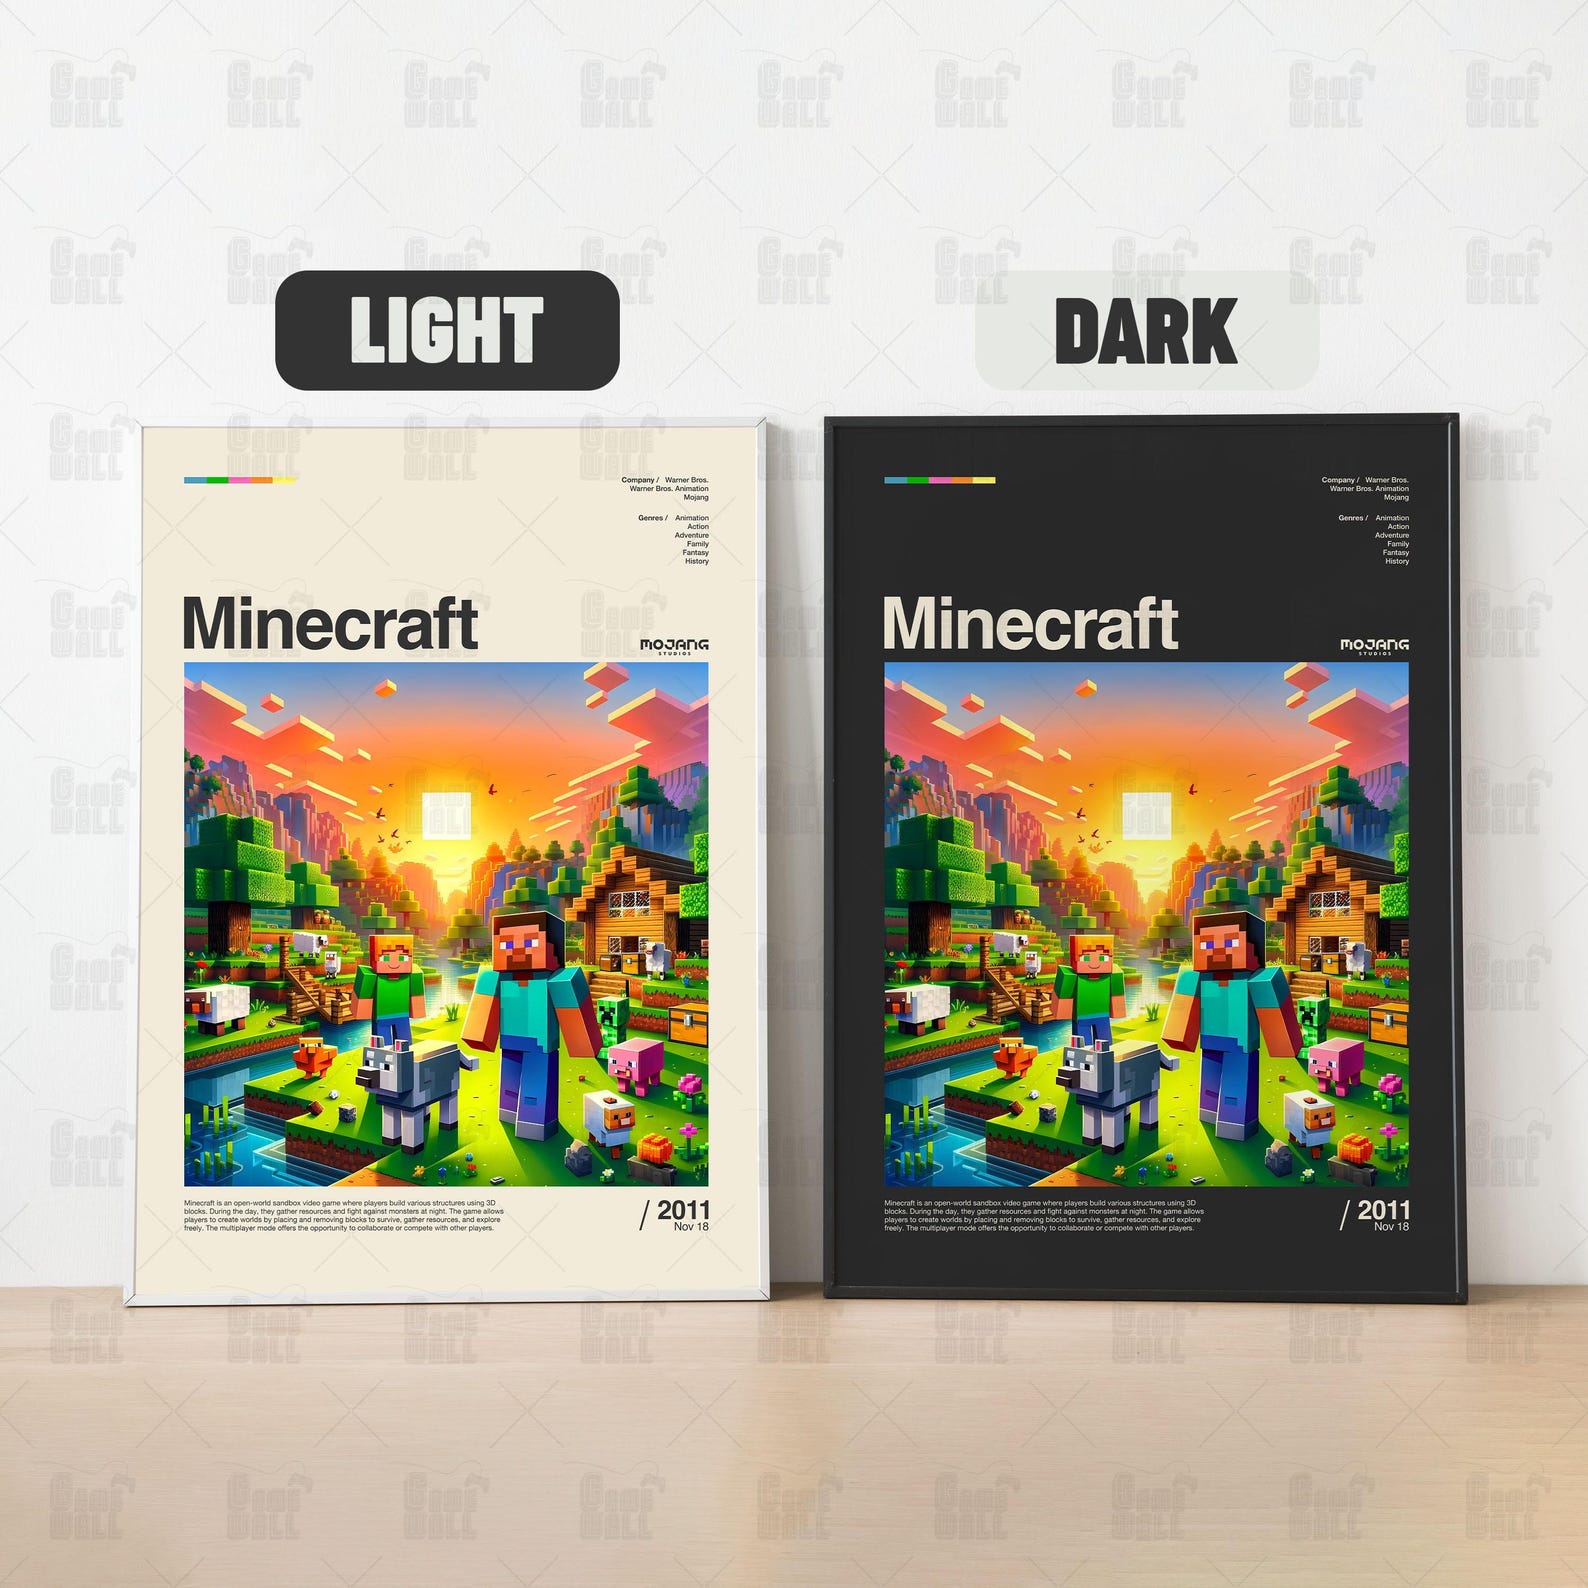 LIGHT
DARK
Company / Warner Bros.
Warner Bros. Animation
Mojang
Genres / Animation
Action
Adventure
Family
Fantasy
History
Minecraft
MOJANG
STUDIOS
Minecraft is an open-world sandbox video game where players build various structures using 3D
blocks. During the day, they gather resources and fight against monsters at night. The game allows
players to create worlds by placing and removing blocks to survive, gather resources, and explore
freely. The multiplayer mode offers the opportunity to collaborate or compete with other players.
/ 2011
Nov 18
Company / Warner Bros.
Warner Bros. Animation
Mojang
Genres / Animation
Action
Adventure
Family
Fantasy
History
Minecraft
MOJANG
STUDIOS
Minecraft is an open-world sandbox video game where players build various structures using 3D
blocks. During the day, they gather resources and fight against monsters at night. The game allows
players to create worlds by placing and removing blocks to survive, gather resources, and explore
freely. The multiplayer mode offers the opportunity to collaborate or compete with other players.
/ 2011
Nov 18
GAME
WALL